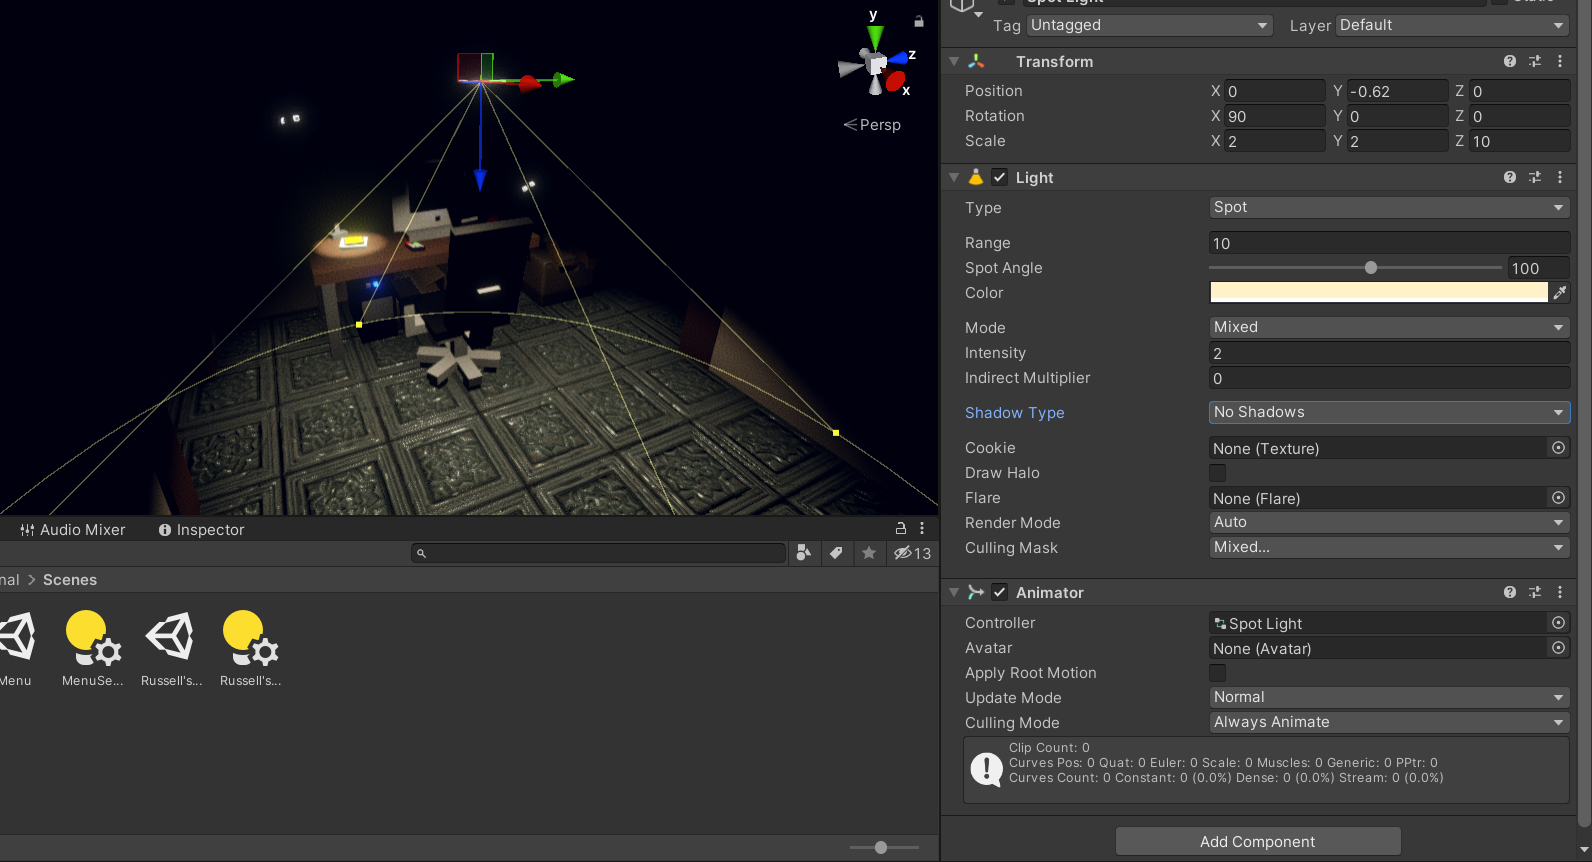 Spot Light
Static
Tag Untagged Layer Default
y
z
x
Persp
Transform
Position X 0 Y -0.62 Z 0
Rotation X 90 Y 0 Z 0
Scale X 2 Y 2 Z 10
Light
Type Spot
Range 10
Spot Angle 100
Color
Mode Mixed
Intensity 2
Indirect Multiplier 0
Shadow Type No Shadows
Cookie None (Texture)
Draw Halo
Flare None (Flare)
Render Mode Auto
Culling Mask Mixed...
Animator
Controller Spot Light
Avatar None (Avatar)
Apply Root Motion
Update Mode Normal
Culling Mode Always Animate
Clip Count: 0
Curves Pos: 0 Quat: 0 Euler: 0 Scale: 0 Muscles: 0 Generic: 0 PPtr: 0
Curves Count: 0 Constant: 0 (0.0%) Dense: 0 (0.0%) Stream: 0 (0.0%)
Add Component
Audio Mixer Inspector
13
nal > Scenes
Menu MenuSe... Russell's... Russell's...